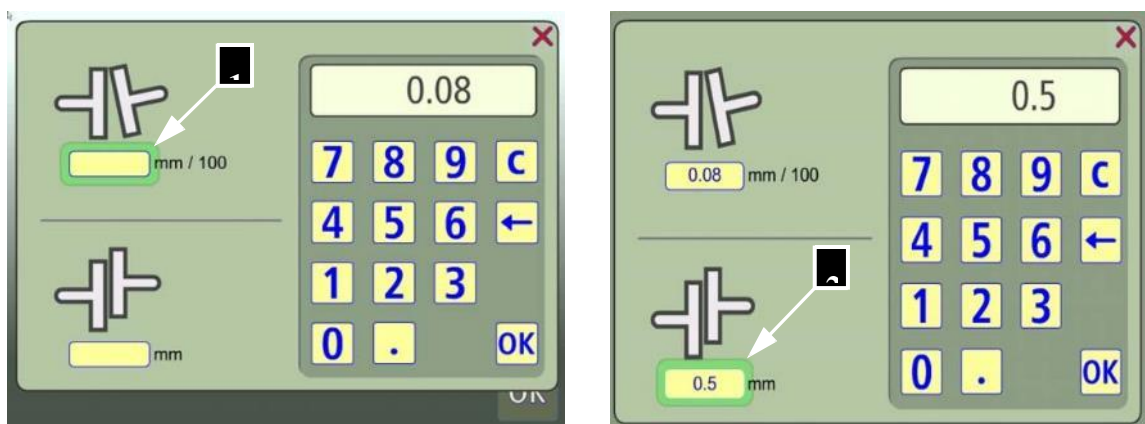 0.08
mm / 100
7 8 9 C
4 5 6 ←
1 2 3
0 . OK
mm
OK
0.5
0.08 mm / 100
7 8 9 C
4 5 6 ←
1 2 3
0 . OK
0.5 mm